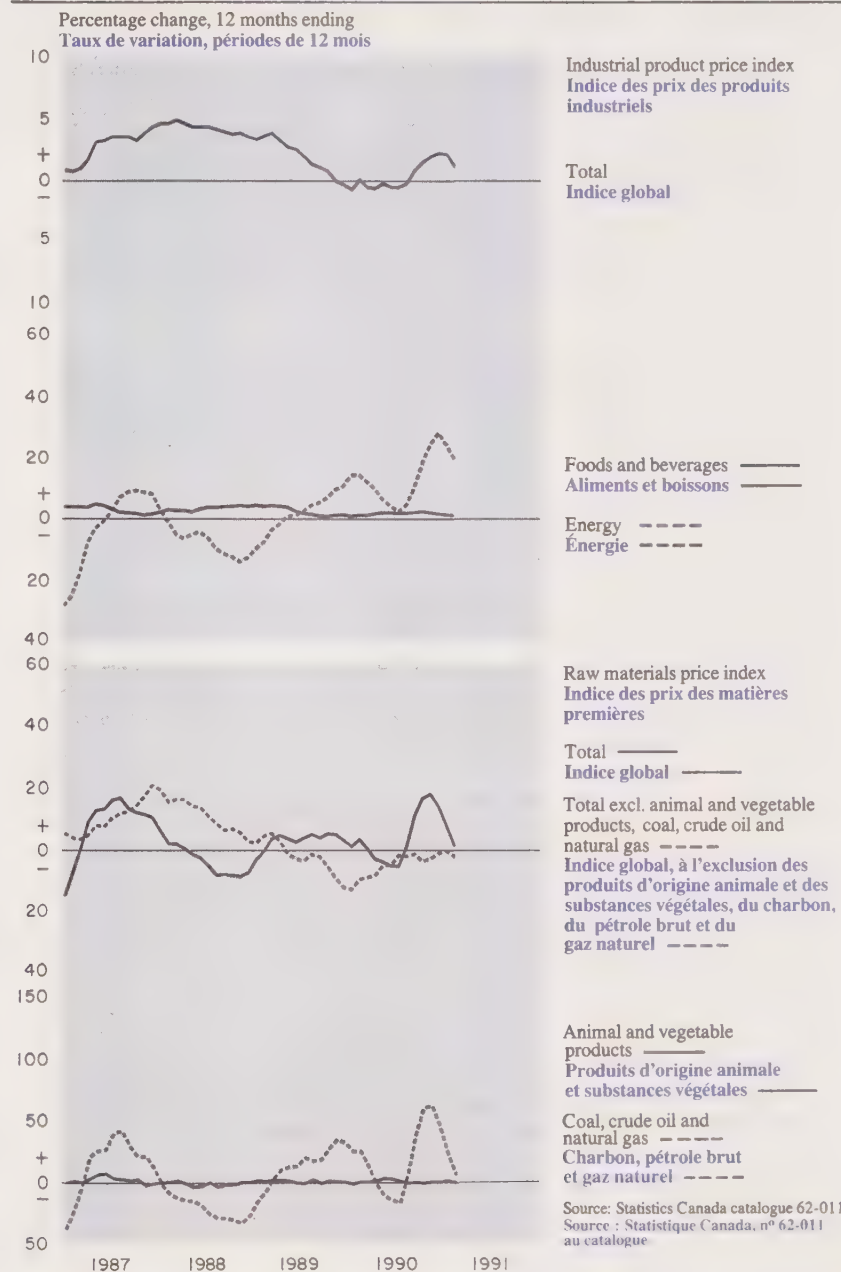 Percentage change, 12 months ending
Taux de variation, périodes de 12 mois
10
5
+
0
−
5
10
Industrial product price index
Indice des prix des produits
industriels
Total
Indice global
60
40
20
+
0
−
20
40
Foods and beverages
Aliments et boissons
Energy
Énergie
60
40
20
+
0
−
20
40
Raw materials price index
Indice des prix des matières
premières
Total
Indice global
Total excl. animal and vegetable
products, coal, crude oil and
natural gas
Indice global, à l'exclusion des
produits d'origine animale et des
substances végétales, du charbon,
du pétrole brut et du
gaz naturel
150
100
50
+
0
−
50
Animal and vegetable
products
Produits d'origine animale
et substances végétales
Coal, crude oil and
natural gas
Charbon, pétrole brut
et gaz naturel
1987 1988 1989 1990 1991
Source: Statistics Canada catalogue 62-011
Source : Statistique Canada, nº 62-011
au catalogue